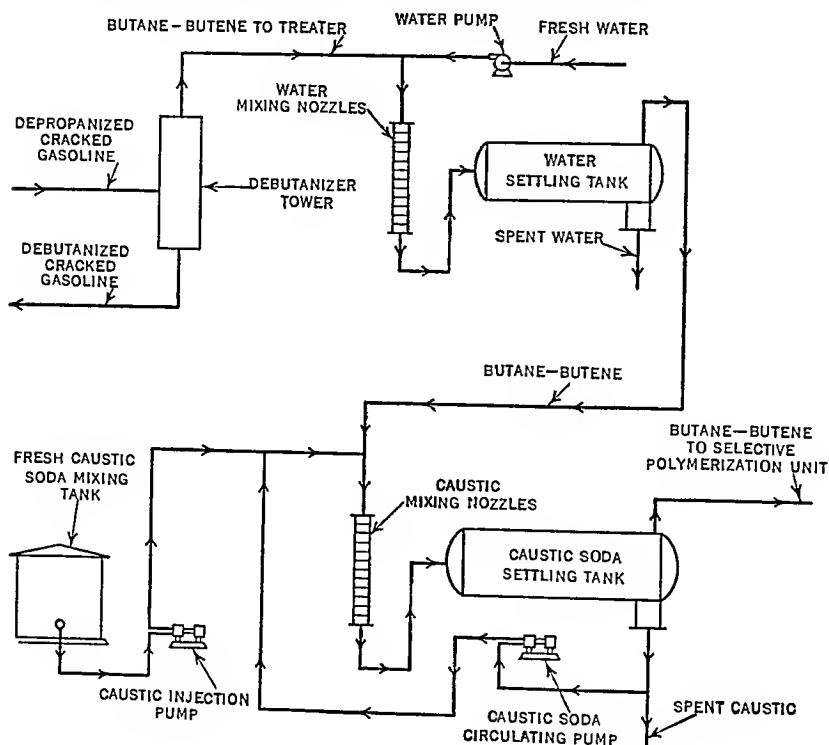 BUTANE—BUTENE TO TREATER
WATER PUMP
FRESH WATER
WATER
MIXING NOZZLES
DEPROPANIZED
CRACKED
GASOLINE
WATER
SETTLING TANK
DEBUTANIZER
TOWER
SPENT WATER
DEBUTANIZED
CRACKED
GASOLINE
BUTANE—BUTENE
BUTANE—BUTENE
TO SELECTIVE
POLYMERIZATION UNIT
FRESH CAUSTIC
SODA MIXING
TANK
CAUSTIC
MIXING NOZZLES
CAUSTIC SODA
SETTLING TANK
CAUSTIC INJECTION
PUMP
CAUSTIC SODA
CIRCULATING PUMP
SPENT CAUSTIC